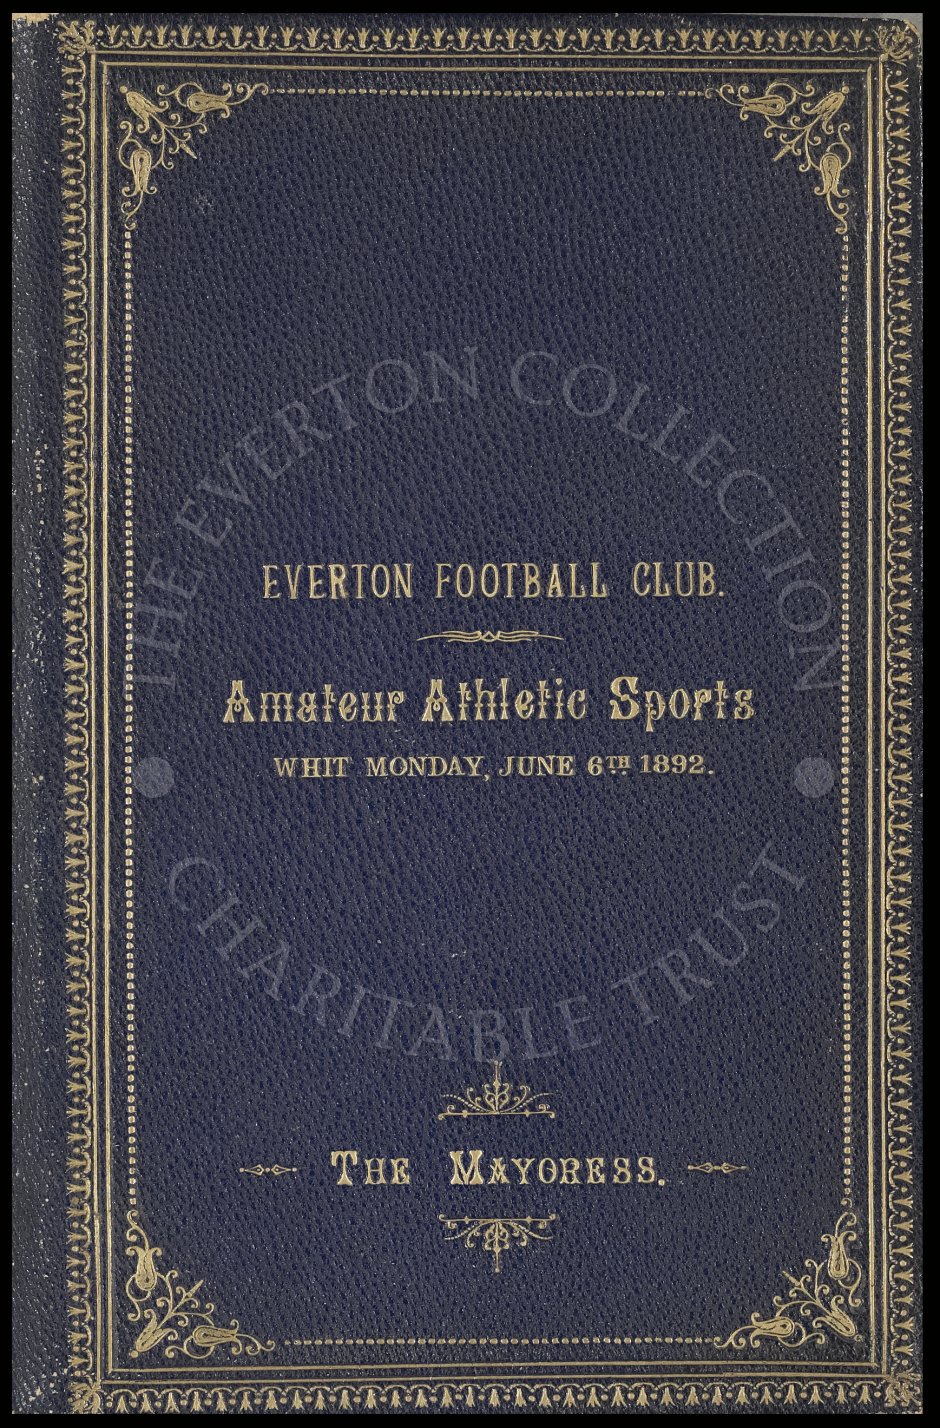 EVERTON FOOTBALL CLUB.
Amateur Athletic Sports
WHIT MONDAY, JUNE 6TH 1892.
THE MAYORESS.
THE EVERTON COLLECTION
CHARITABLE TRUST